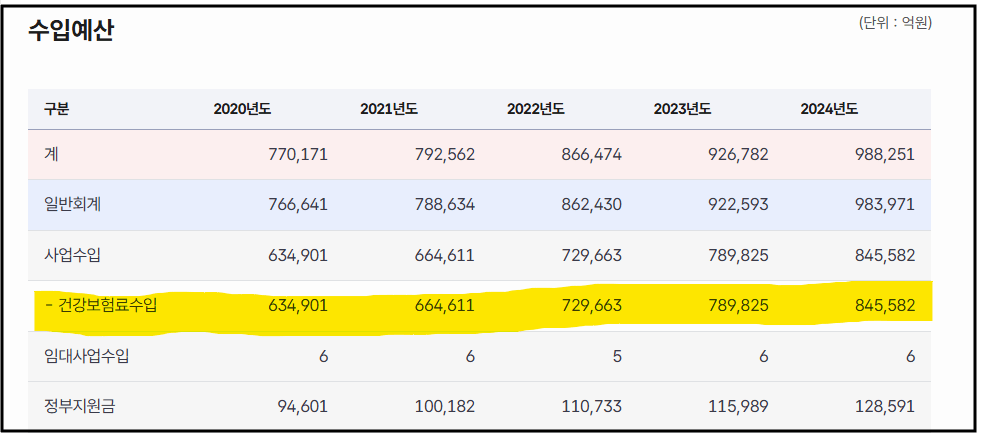 수입예산
(단위 : 억원)
구분 2020년도 2021년도 2022년도 2023년도 2024년도
계 770,171 792,562 866,474 926,782 988,251
일반회계 766,641 788,634 862,430 922,593 983,971
사업수입 634,901 664,611 729,663 789,825 845,582
- 건강보험료수입 634,901 664,611 729,663 789,825 845,582
임대사업수입 6 6 5 6 6
정부지원금 94,601 100,182 110,733 115,989 128,591